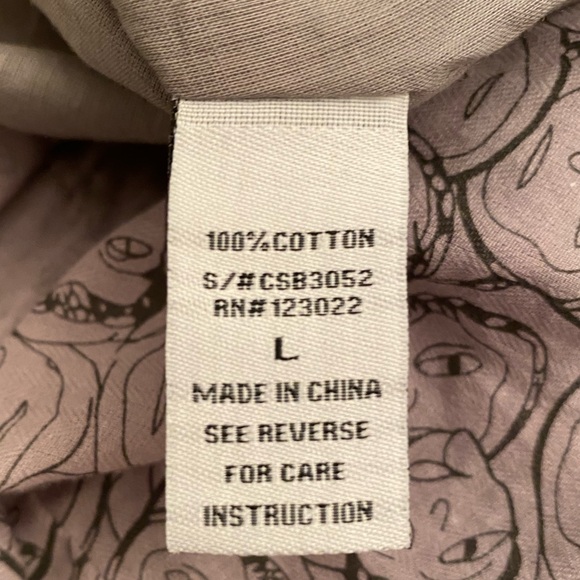 100% COTTON
S/#CSB3052
RN#123022
L
MADE IN CHINA
SEE REVERSE
FOR CARE
INSTRUCTION